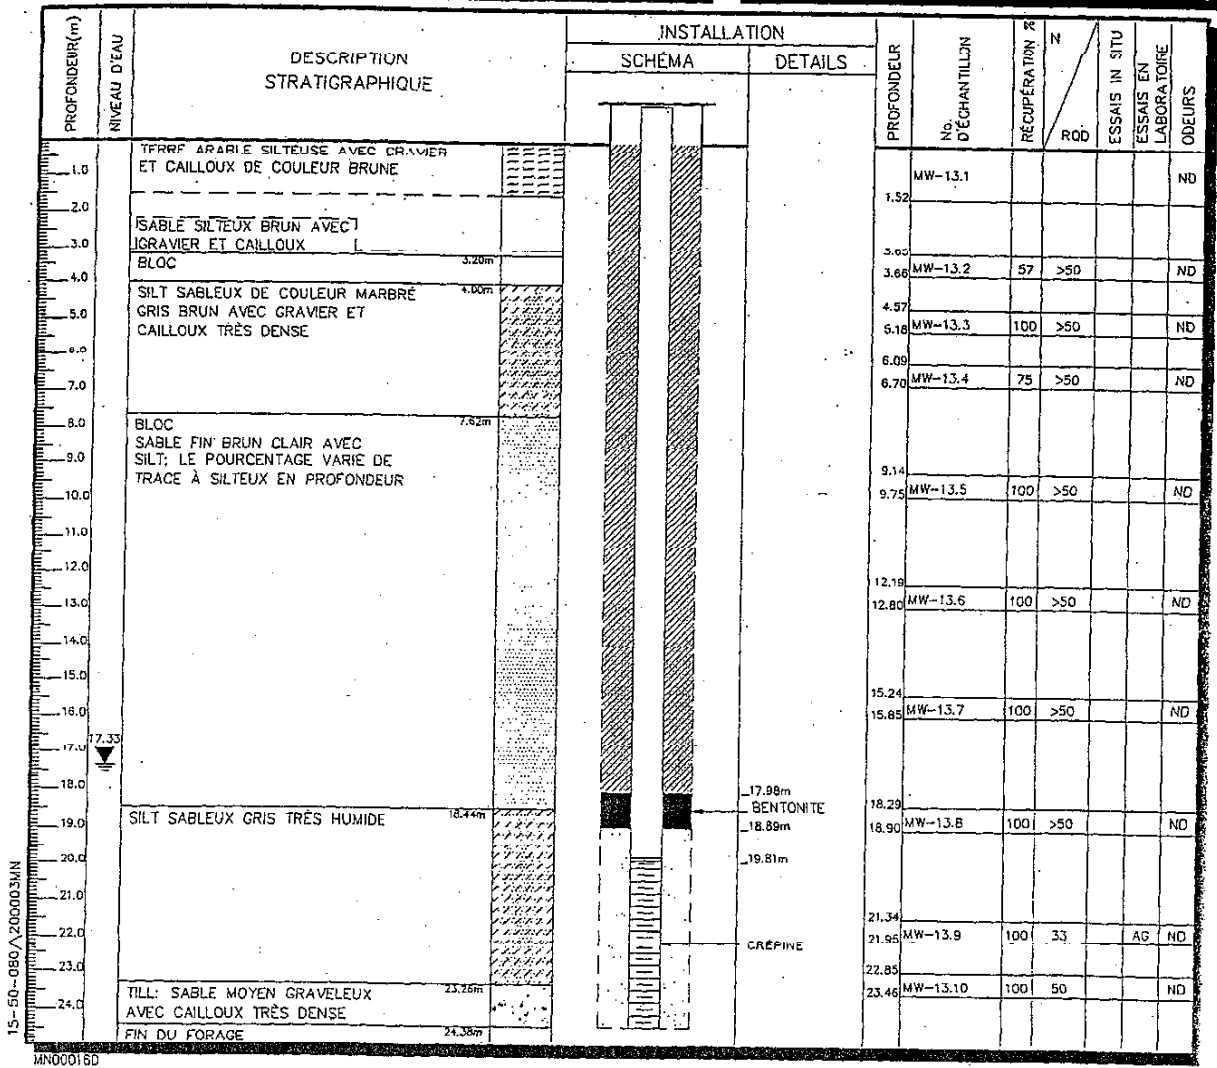 PROFONDEUR(m)
NIVEAU D'EAU
DESCRIPTION
STRATIGRAPHIQUE
INSTALLATION
SCHÉMA
DETAILS
PROFONDEUR
No.
D'ÉCHANTILLON
RÉCUPÉRATION %
N
RQD
ESSAIS IN SITU
ESSAIS EN
LABORATOIRE
ODEURS
1.0
2.0
3.0
4.0
5.0
6.0
7.0
8.0
9.0
10.0
11.0
12.0
13.0
14.0
15.0
16.0
17.0
18.0
19.0
20.0
21.0
22.0
23.0
24.0
17.33
TERRE ARABLE SILTEUSE AVEC GRAVIER
ET CAILLOUX DE COULEUR BRUNE
SABLE SILTEUX BRUN AVEC
GRAVIER ET CAILLOUX
BLOC 3.20m
SILT SABLEUX DE COULEUR MARBRÉ 4.00m
GRIS BRUN AVEC GRAVIER ET
CAILLOUX TRÈS DENSE
BLOC 7.62m
SABLE FIN BRUN CLAIR AVEC
SILT; LE POURCENTAGE VARIE DE
TRACE À SILTEUX EN PROFONDEUR
SILT SABLEUX GRIS TRÈS HUMIDE 18.44m
TILL: SABLE MOYEN GRAVELEUX 23.26m
AVEC CAILLOUX TRÈS DENSE
FIN DU FORAGE 24.38m
17.98m
BENTONITE
18.89m
19.81m
CRÉPINE
MW-13.1 ND
1.52
3.05
3.66 MW-13.2 57 >50 ND
4.57
5.18 MW-13.3 100 >50 ND
6.09
6.70 MW-13.4 75 >50 ND
9.14
9.75 MW-13.5 100 >50 ND
12.19
12.80 MW-13.6 100 >50 ND
15.24
15.85 MW-13.7 100 >50 ND
18.29
18.90 MW-13.8 100 >50 ND
21.34
21.95 MW-13.9 100 33 AG ND
22.85
23.46 MW-13.10 100 50 ND
15-50-080/\200003MN
MN00016D